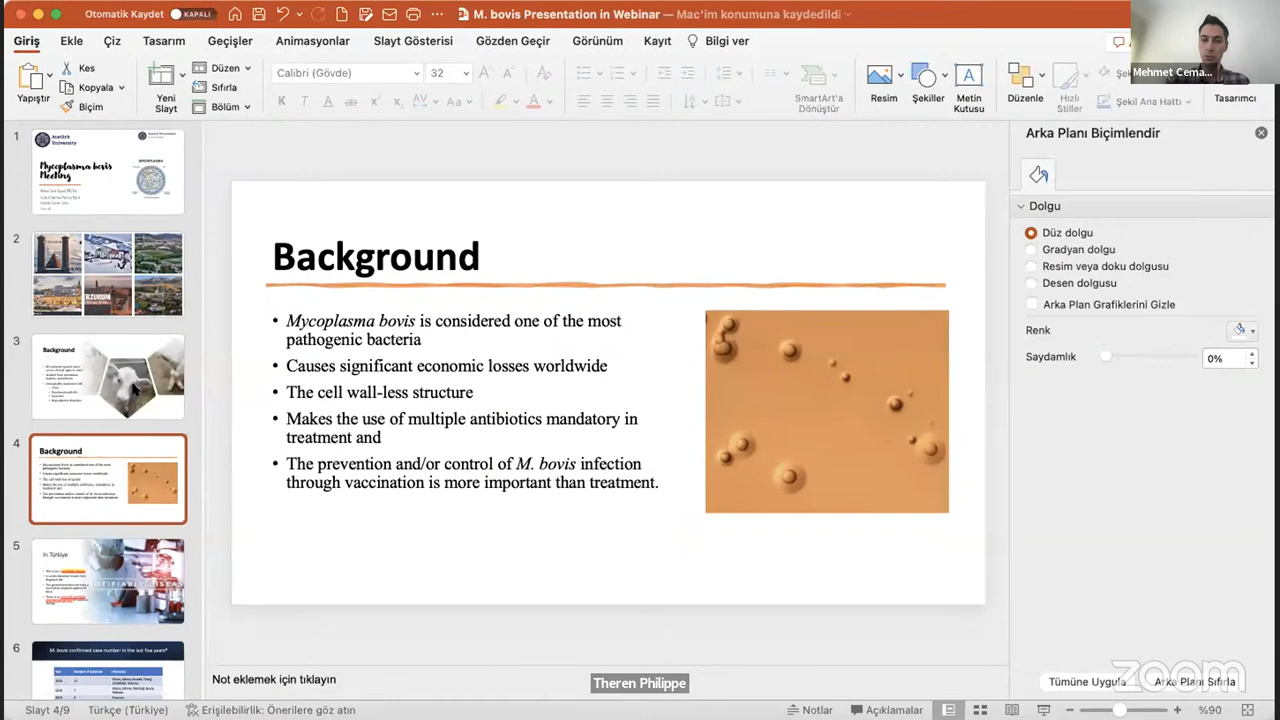 Otomatik Kaydet KAPALI
M. bovis Presentation in Webinar — Mac'im konumuna kaydedildi
Giriş Ekle Çiz Tasarım Geçişler Animasyonlar Slayt Gösterisi Gözden Geçir Görünüm Kayıt Bilgi ver
Mehmet Cema...
Yapıştır
Kes
Kopyala
Biçim
Yeni
Slayt
Düzen
Sıfırla
Bölüm
Calibri (Gövde) 32
SmartArt'a
Dönüştür
Resim
Şekiller
Metin
Kutusu
Düzenle
Hızlı
Stiller
Şekil Ana Hattı
Tasarımcı
1
Atatürk
University
Mycoplasma bovis
Meeting
2
ERZURUM
3
Background
4
Background
5
In Türkiye
6
M. bovis confirmed case number in the last five years*
Background
• Mycoplasma bovis is considered one of the most
pathogenic bacteria
• Causes significant economic losses worldwide
• The cell wall-less structure
• Makes the use of multiple antibiotics mandatory in
treatment and
• The prevention and/or control of M. bovis infection
through vaccination is more important than treatment.
Arka Planı Biçimlendir
Dolgu
Düz dolgu
Gradyan dolgu
Resim veya doku dolgusu
Desen dolgusu
Arka Plan Grafiklerini Gizle
Renk
Saydamlık 0%
Not eklemek için tıklayın
Theren Philippe
Tümüne Uygula Arka Planı Sıfırla
zoom
Slayt 4/9 Türkçe (Türkiye) Erişilebilirlik: Önerilere göz atın Notlar Açıklamalar %90